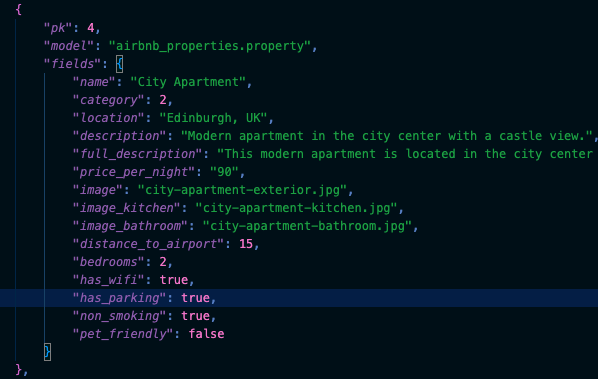 {
"pk": 4,
"model": "airbnb_properties.property",
"fields": {
"name": "City Apartment",
"category": 2,
"location": "Edinburgh, UK",
"description": "Modern apartment in the city center with a castle view.",
"full_description": "This modern apartment is located in the city center
"price_per_night": "90",
"image": "city-apartment-exterior.jpg",
"image_kitchen": "city-apartment-kitchen.jpg",
"image_bathroom": "city-apartment-bathroom.jpg",
"distance_to_airport": 15,
"bedrooms": 2,
"has_wifi": true,
"has_parking": true,
"non_smoking": true,
"pet_friendly": false
}
},